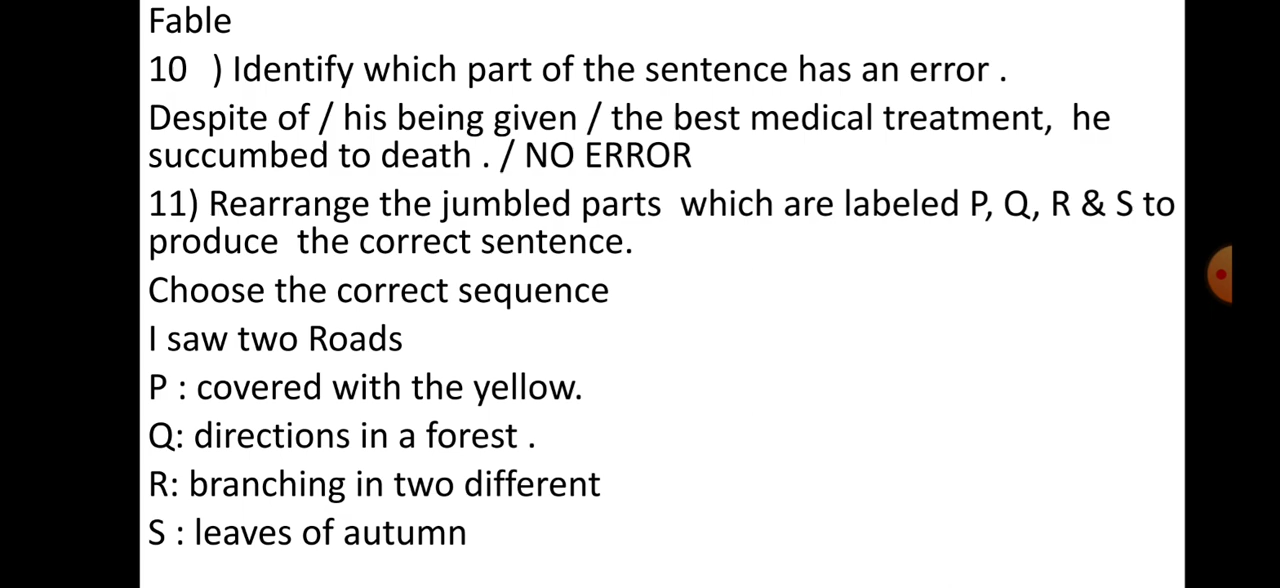 Fable
10 ) Identify which part of the sentence has an error .
Despite of / his being given / the best medical treatment, he
succumbed to death . / NO ERROR
11) Rearrange the jumbled parts which are labeled P, Q, R & S to
produce the correct sentence.
Choose the correct sequence
I saw two Roads
P : covered with the yellow.
Q: directions in a forest .
R: branching in two different
S : leaves of autumn